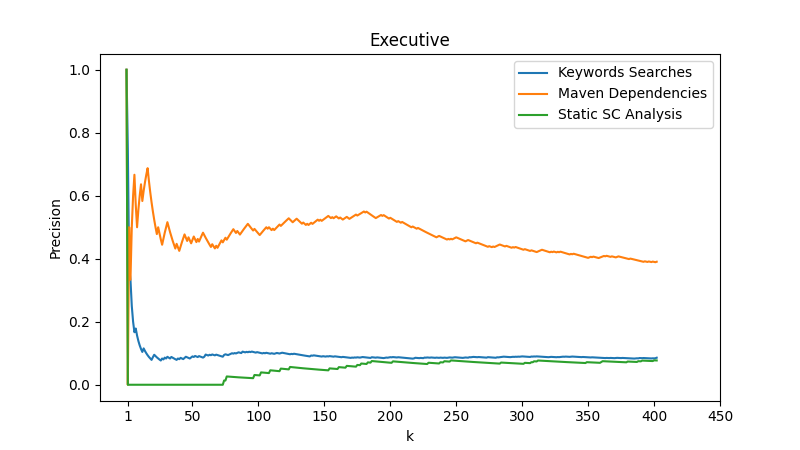 Executive
Keywords Searches
Maven Dependencies
Static SC Analysis
Precision
1.0
0.8
0.6
0.4
0.2
0.0
1 50 100 150 200 250 300 350 400 450
k